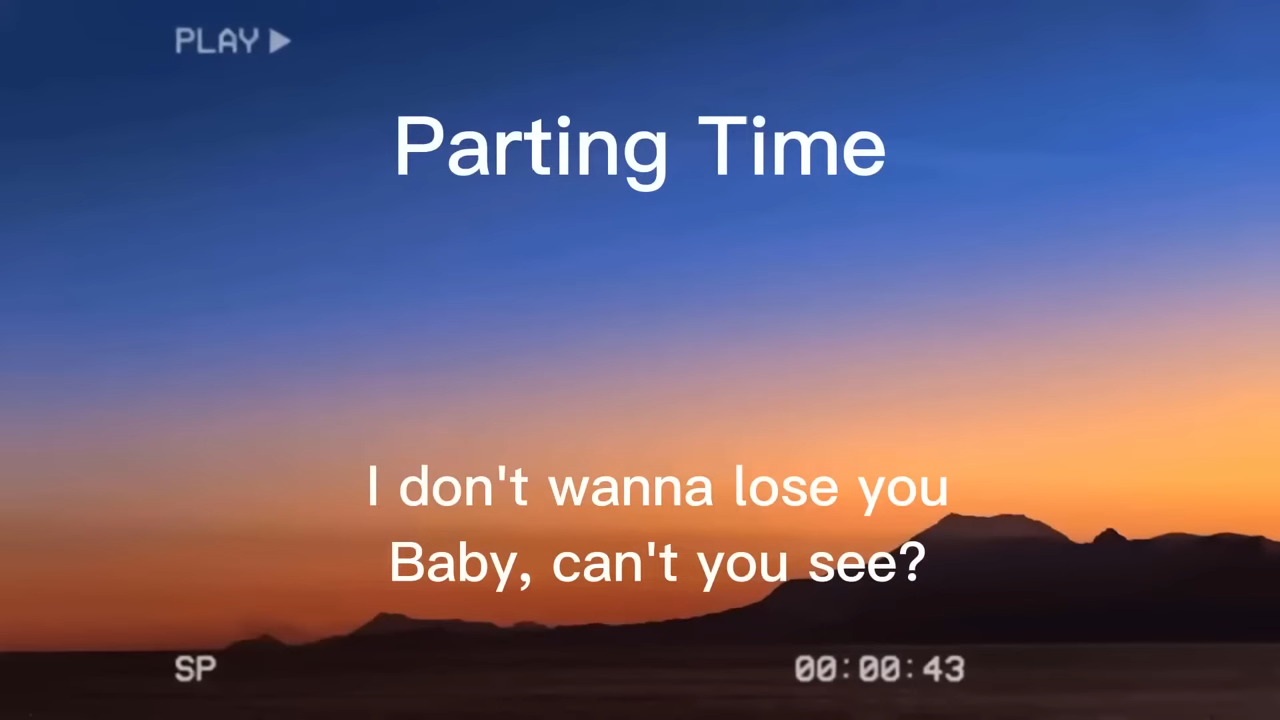 PLAY ▶
Parting Time
I don't wanna lose you
Baby, can't you see?
SP
00:00:43